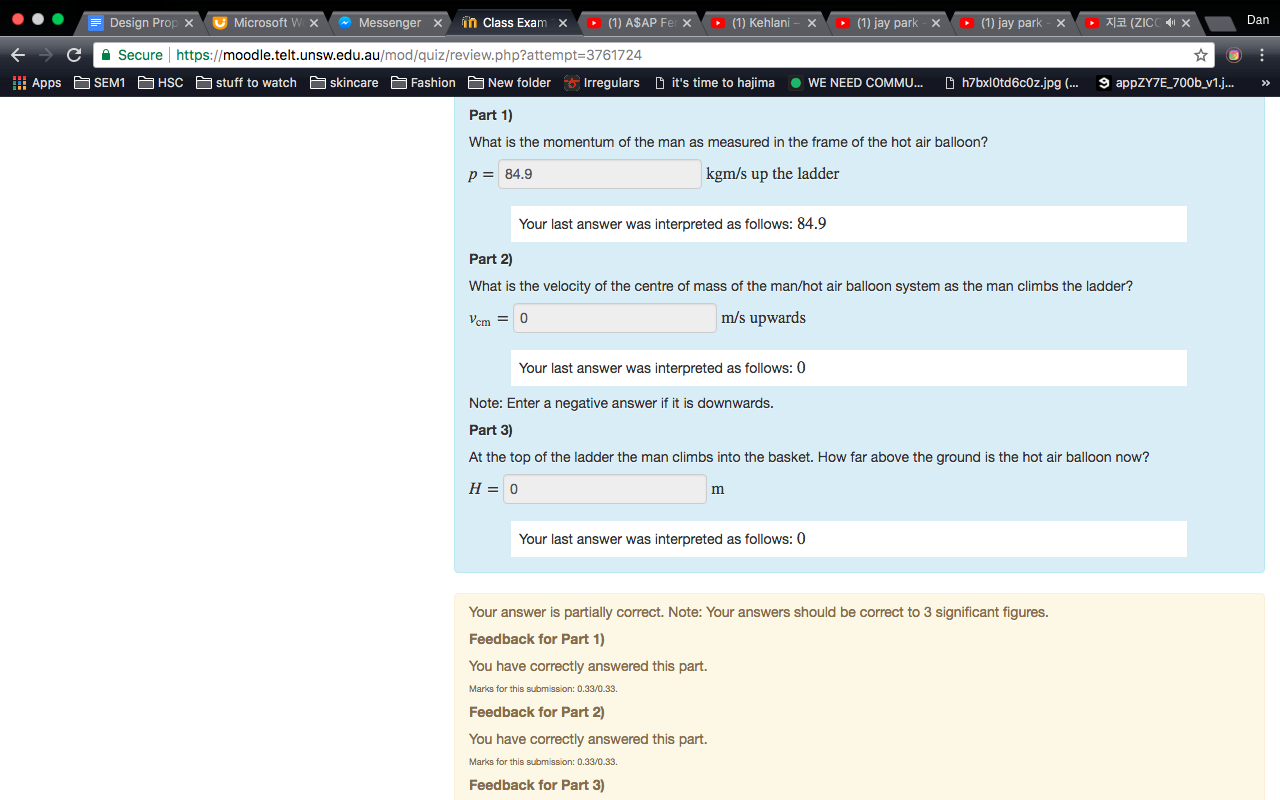 Design Prop
Microsoft W
Messenger
Class Exam
(1) A$AP Fer
(1) Kehlani –
(1) jay park -
(1) jay park -
지코 (ZICO
Dan
Secure
https://moodle.telt.unsw.edu.au/mod/quiz/review.php?attempt=3761724
Apps
SEM1
HSC
stuff to watch
skincare
Fashion
New folder
Irregulars
it's time to hajima
WE NEED COMMU...
h7bxl0td6c0z.jpg (...
appZY7E_700b_v1.j...
»
Part 1)
What is the momentum of the man as measured in the frame of the hot air balloon?
p = 84.9 kgm/s up the ladder
Your last answer was interpreted as follows: 84.9
Part 2)
What is the velocity of the centre of mass of the man/hot air balloon system as the man climbs the ladder?
vcm = 0 m/s upwards
Your last answer was interpreted as follows: 0
Note: Enter a negative answer if it is downwards.
Part 3)
At the top of the ladder the man climbs into the basket. How far above the ground is the hot air balloon now?
H = 0 m
Your last answer was interpreted as follows: 0
Your answer is partially correct. Note: Your answers should be correct to 3 significant figures.
Feedback for Part 1)
You have correctly answered this part.
Marks for this submission: 0.33/0.33.
Feedback for Part 2)
You have correctly answered this part.
Marks for this submission: 0.33/0.33.
Feedback for Part 3)